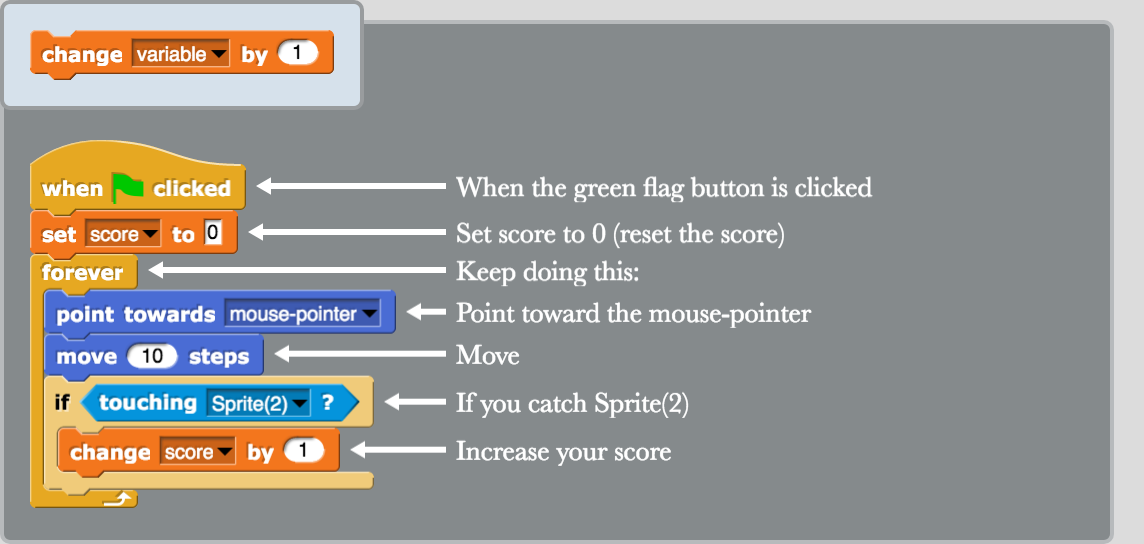 change variable by 1
when clicked When the green flag button is clicked
set score to 0 Set score to 0 (reset the score)
forever Keep doing this:
point towards mouse-pointer Point toward the mouse-pointer
move 10 steps Move
if touching Sprite(2) ? If you catch Sprite(2)
change score by 1 Increase your score